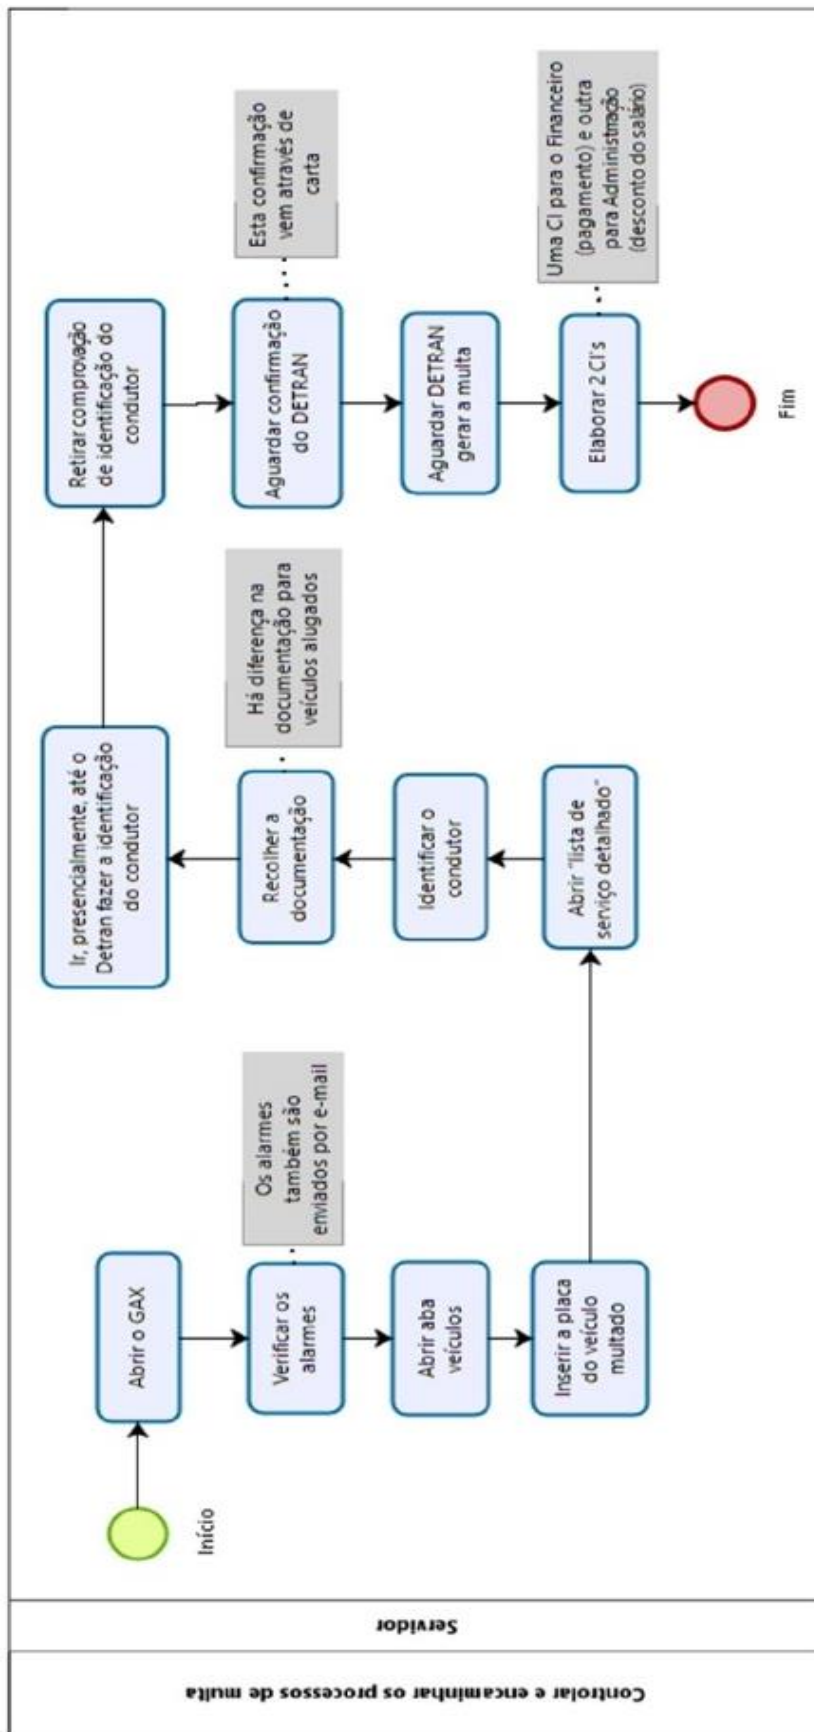 Controlar e encaminhar os processos de multa
Servidor
Início
Abrir o GAX
Verificar os
alarmes
Os alarmes
também são
enviados por e-mail
Abrir aba
veículos
Inserir a placa
do veículo
multado
Abrir "lista de
serviço detalhado"
Identificar o
condutor
Recolher a
documentação
Há diferença na
documentação para
veículos alugados
Ir, presencialmente, até o
Detran fazer a identificação
do condutor
Retirar comprovação
de identificação do
condutor
Aguardar confirmação
do DETRAN
Esta confirmação
vem através de
carta
Aguardar DETRAN
gerar a multa
Elaborar 2 CI's
Uma CI para o Financeiro
(pagamento) e outra
para Administração
(desconto do salário)
Fim